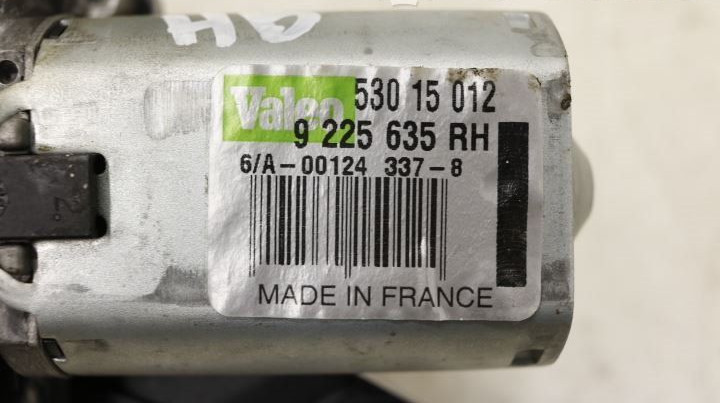 Valeo 530 15 012
9 225 635 RH
6/A-00124 337-8
MADE IN FRANCE